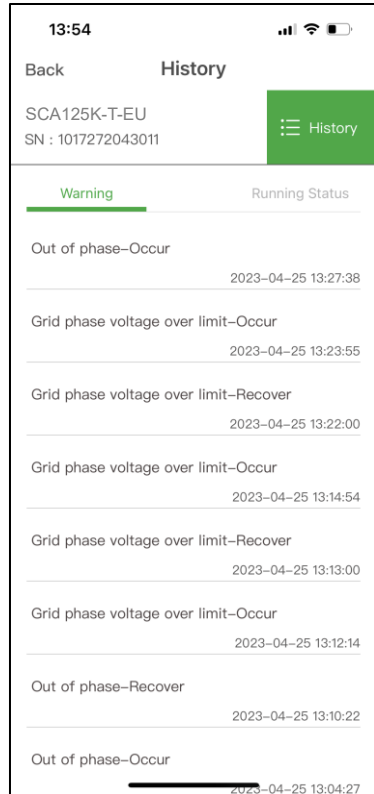 13:54
Back History
SCA125K-T-EU
SN : 1017272043011
History
Warning Running Status
Out of phase–Occur
2023–04–25 13:27:38
Grid phase voltage over limit–Occur
2023–04–25 13:23:55
Grid phase voltage over limit–Recover
2023–04–25 13:22:00
Grid phase voltage over limit–Occur
2023–04–25 13:14:54
Grid phase voltage over limit–Recover
2023–04–25 13:13:00
Grid phase voltage over limit–Occur
2023–04–25 13:12:14
Out of phase–Recover
2023–04–25 13:10:22
Out of phase–Occur
2023–04–25 13:04:27